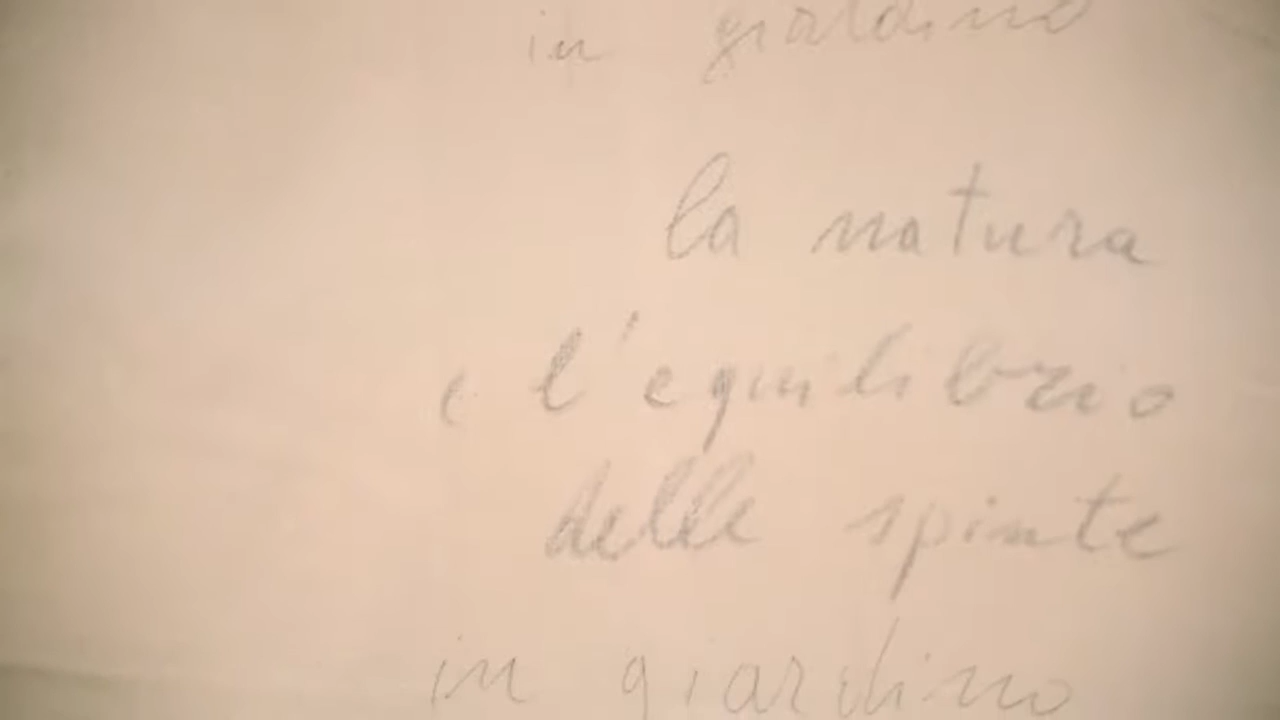 in giardino
la natura
è l'equilibrio
delle spinte
in giardino